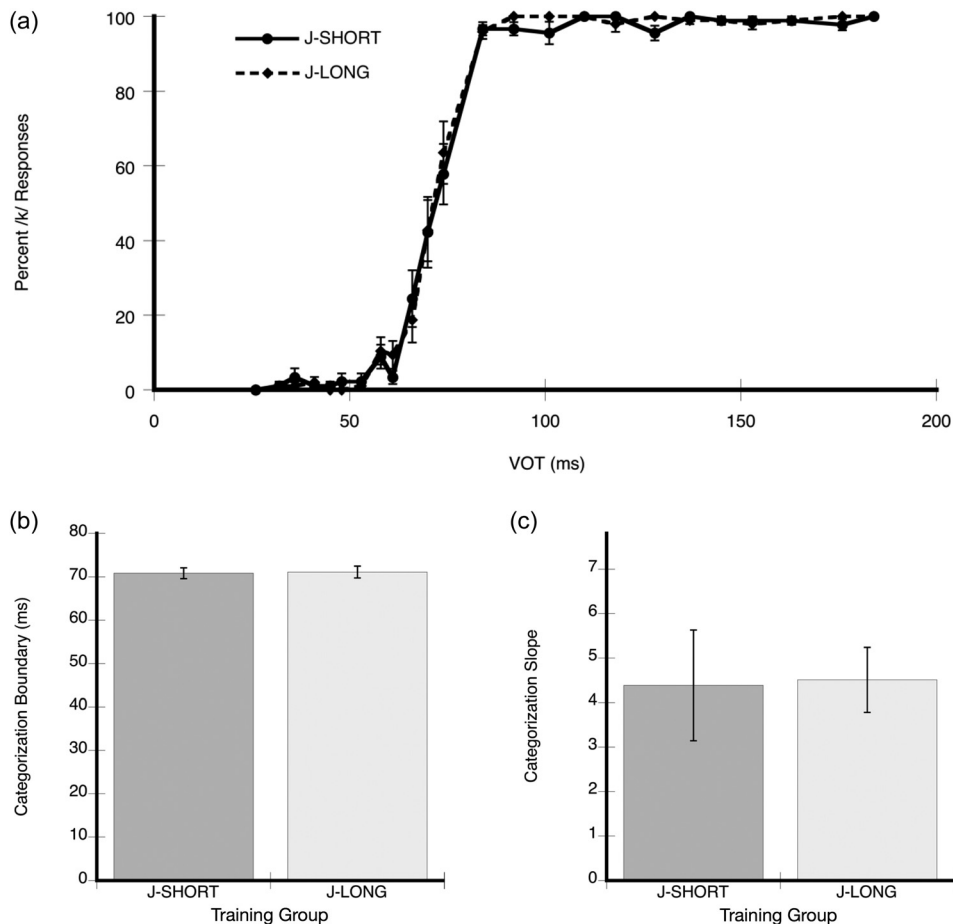 (a)
100
80
60
40
20
0
Percent /k/ Responses
J-SHORT
J-LONG
0
50
100
150
200
VOT (ms)
(b)
80
70
60
50
40
30
20
10
0
Categorization Boundary (ms)
J-SHORT
J-LONG
Training Group
(c)
7
6
5
4
3
2
1
0
Categorization Slope
J-SHORT
J-LONG
Training Group